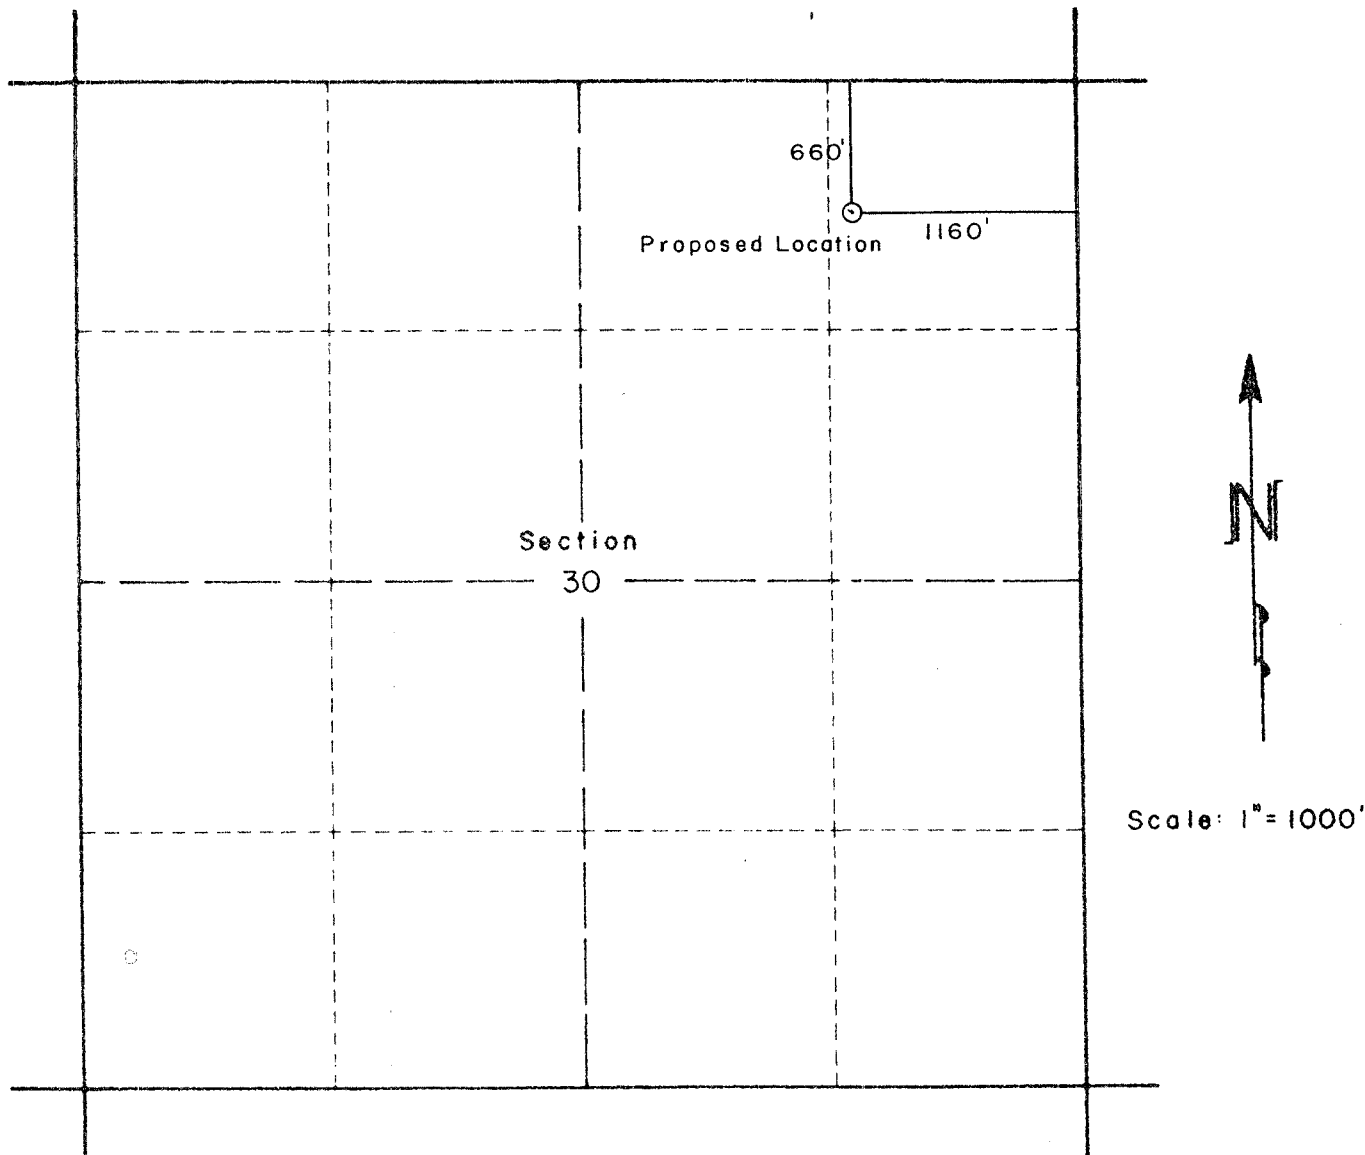 660'
Proposed Location
1160'
Section
30
N
Scale: 1"= 1000'